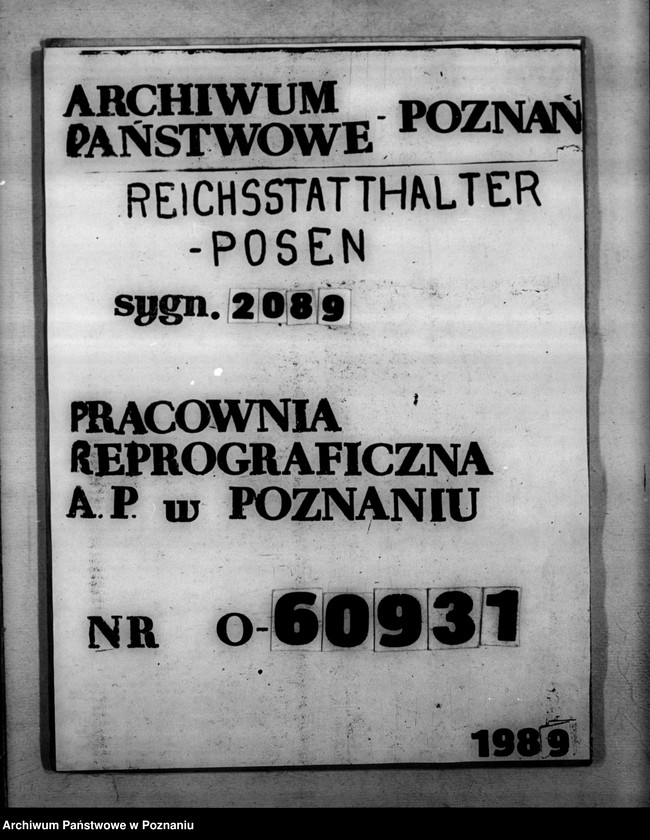 ARCHIWUM
PAŃSTWOWE - POZNAŃ
REICHSSTATTHALTER
-POSEN
sygn. 2089
PRACOWNIA
REPROGRAFICZNA
A.P. w POZNANIU
NR O-60931
1989
Archiwum Państwowe w Poznaniu